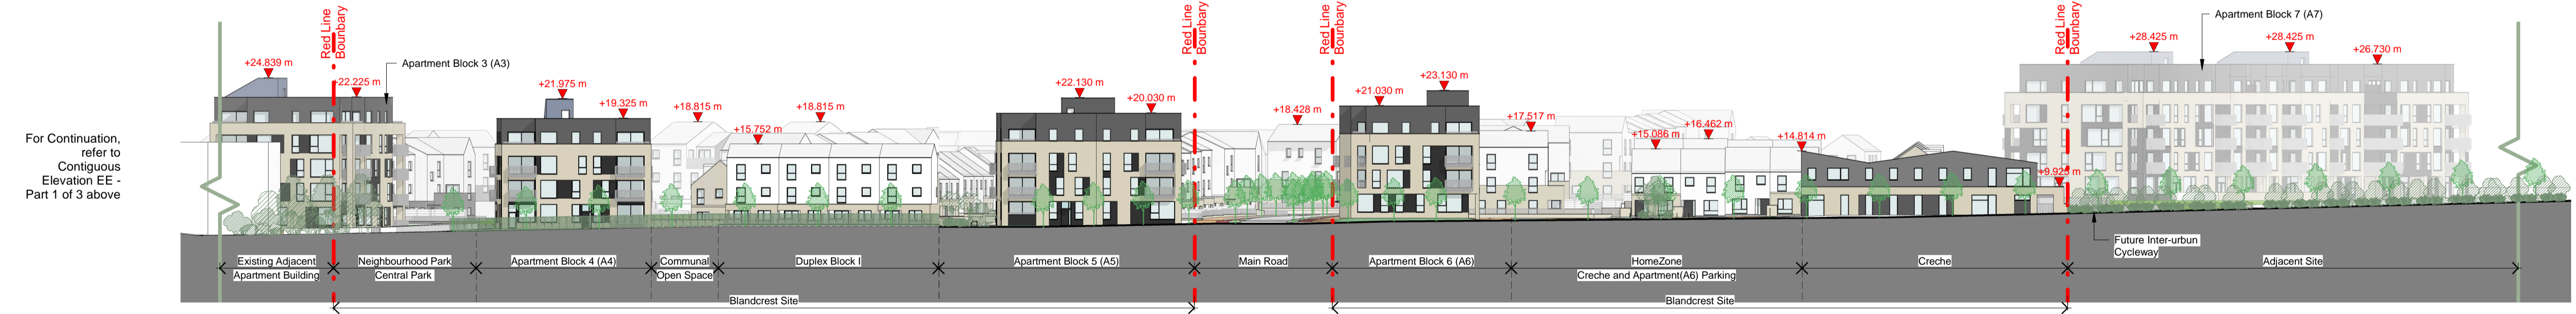 For Continuation,
refer to
Contiguous
Elevation EE -
Part 1 of 3 above
Red Line
Bounbary
Red Line
Bounbary
Red Line
Bounbary
Red Line
Bounbary
Apartment Block 3 (A3)
Apartment Block 7 (A7)
+24.839 m
+22.225 m
+21.975 m
+19.325 m
+18.815 m
+15.752 m
+18.815 m
+22.130 m
+20.030 m
+18.428 m
+21.030 m
+23.130 m
+17.517 m
+15.086 m
+16.462 m
+14.814 m
+9.925 m
+28.425 m
+28.425 m
+26.730 m
Future Inter-urbun
Cycleway
Existing Adjacent
Apartment Building
Neighbourhood Park
Central Park
Apartment Block 4 (A4)
Communal
Open Space
Duplex Block I
Apartment Block 5 (A5)
Main Road
Apartment Block 6 (A6)
HomeZone
Creche and Apartment(A6) Parking
Creche
Adjacent Site
Blandcrest Site
Blandcrest Site